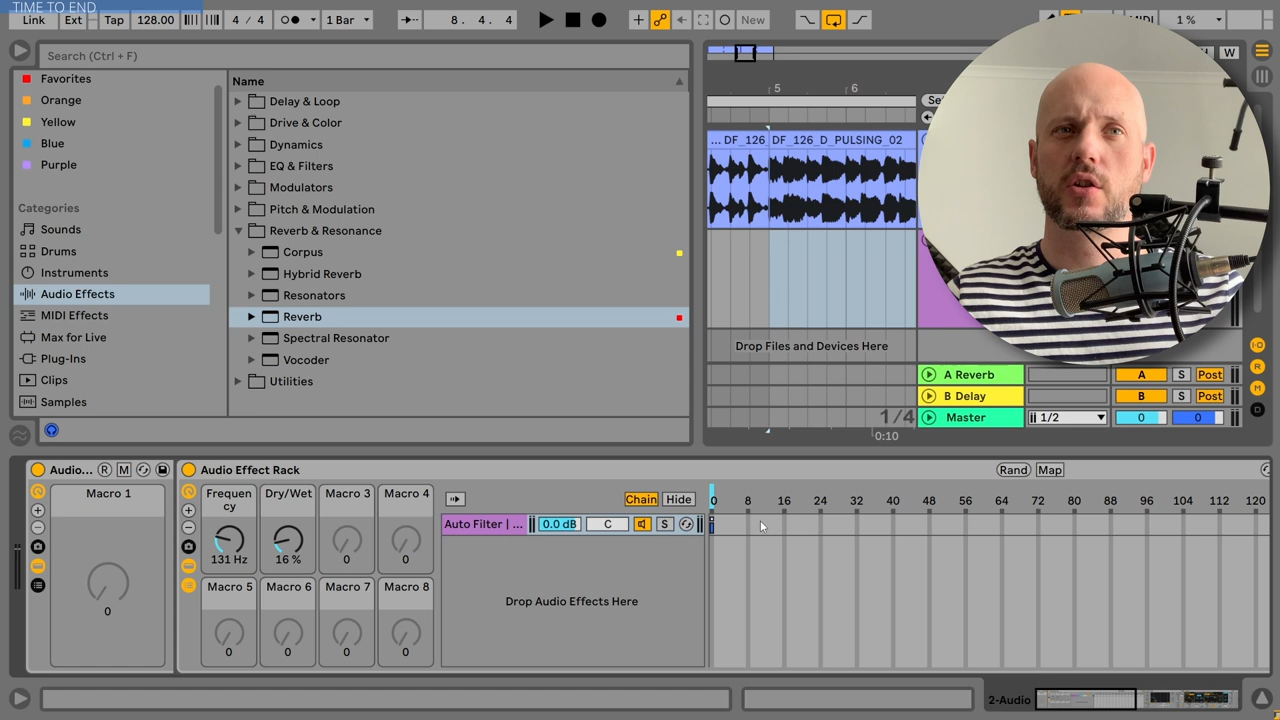 TIME TO END
Link Ext Tap 128.00 4 / 4 1 Bar 8. 4. 4 New MIDI 1 %
Search (Ctrl + F)
W
Favorites
Orange
Yellow
Blue
Purple
Categories
Sounds
Drums
Instruments
Audio Effects
MIDI Effects
Max for Live
Plug-Ins
Clips
Samples
Name
Delay & Loop
Drive & Color
Dynamics
EQ & Filters
Modulators
Pitch & Modulation
Reverb & Resonance
Corpus
Hybrid Reverb
Resonators
Reverb
Spectral Resonator
Vocoder
Utilities
5 6
... DF_126 DF_126_D_PULSING_02
Drop Files and Devices Here
A Reverb A S Post
B Delay B S Post
1/4 Master 1/2 0 0
0:10
I·O
R
M
D
Audio... R M
Macro 1
0
Audio Effect Rack Rand Map
Frequency Dry/Wet Macro 3 Macro 4
131 Hz 16 % 0 0
Macro 5 Macro 6 Macro 7 Macro 8
0 0 0 0
Chain Hide
0 8 16 24 32 40 48 56 64 72 80 88 96 104 112 120
Auto Filter | ... 0.0 dB C S
Drop Audio Effects Here
2-Audio